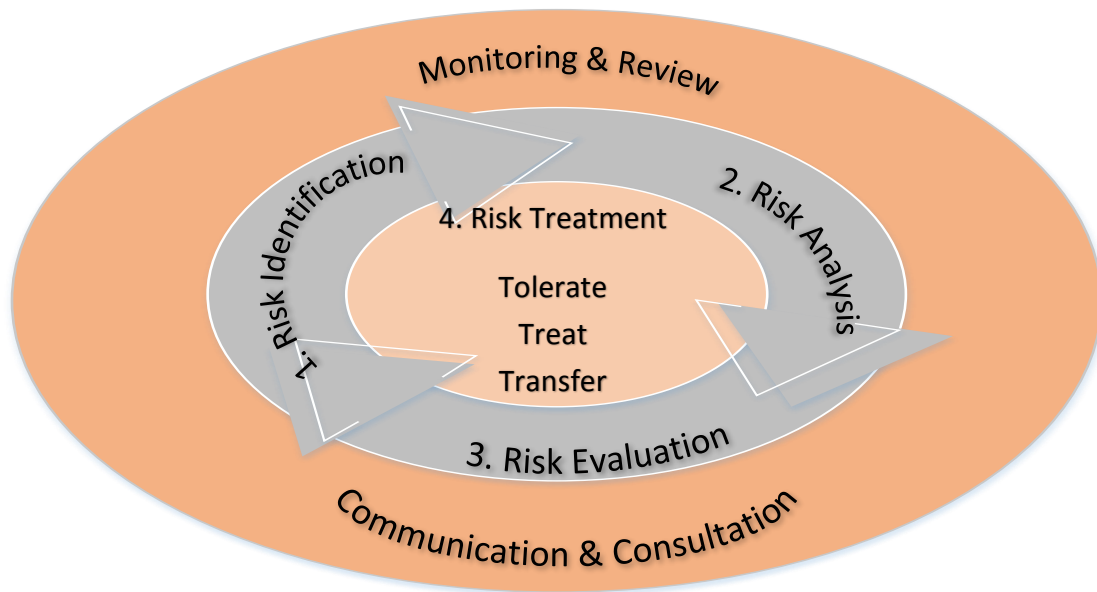 Monitoring & Review
1. Risk Identification
2. Risk Analysis
4. Risk Treatment
Tolerate
Treat
Transfer
3. Risk Evaluation
Communication & Consultation